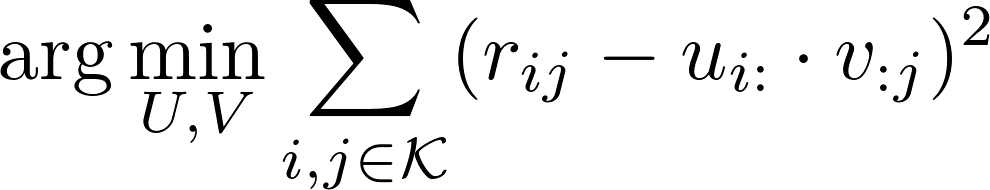 \arg\min_{U,V} \sum_{i,j \in \mathcal{K}} (r_{ij} - u_{i:} \cdot v_{:j})^2